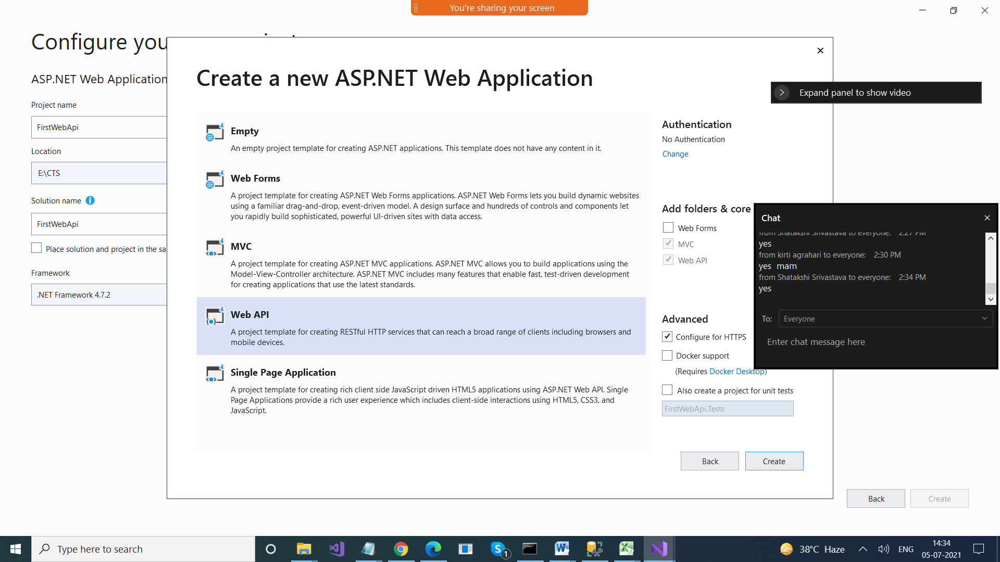 You're sharing your screen
Configure you
ASP.NET Web Application
Project name
FirstWebApi
Location
E:\CTS
Solution name
FirstWebApi
Place solution and project in the sa
Framework
.NET Framework 4.7.2
Create a new ASP.NET Web Application
Empty
An empty project template for creating ASP.NET applications. This template does not have any content in it.
Web Forms
A project template for creating ASP.NET Web Forms applications. ASP.NET Web Forms lets you build dynamic websites
using a familiar drag-and-drop, event-driven model. A design surface and hundreds of controls and components let
you rapidly build sophisticated, powerful UI-driven sites with data access.
MVC
A project template for creating ASP.NET MVC applications. ASP.NET MVC allows you to build applications using the
Model-View-Controller architecture. ASP.NET MVC includes many features that enable fast, test-driven development
for creating applications that use the latest standards.
Web API
A project template for creating RESTful HTTP services that can reach a broad range of clients including browsers and
mobile devices.
Single Page Application
A project template for creating rich client side JavaScript driven HTML5 applications using ASP.NET Web API. Single
Page Applications provide a rich user experience which includes client-side interactions using HTML5, CSS3, and
JavaScript.
Authentication
No Authentication
Change
Add folders & core
Web Forms
MVC
Web API
Advanced
Configure for HTTPS
Docker support
(Requires Docker Desktop)
Also create a project for unit tests
FirstWebApi.Tests
Back
Create
Expand panel to show video
Chat
from Shatakshi Srivastava to everyone: 2:27 PM
yes
from kirti agrahari to everyone: 2:30 PM
yes mam
from Shatakshi Srivastava to everyone: 2:34 PM
yes
To: Everyone
Enter chat message here
Back
Create
Type here to search
1
38°C Haze
ENG
14:34
05-07-2021